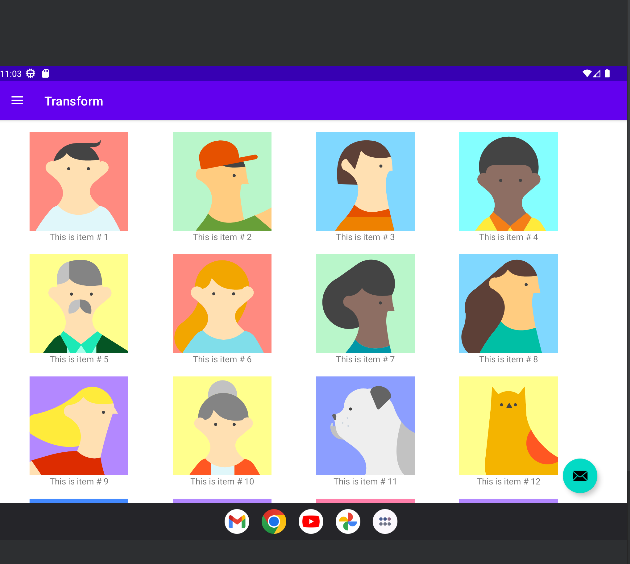 11:03
Transform
This is item # 1
This is item # 2
This is item # 3
This is item # 4
This is item # 5
This is item # 6
This is item # 7
This is item # 8
This is item # 9
This is item # 10
This is item # 11
This is item # 12